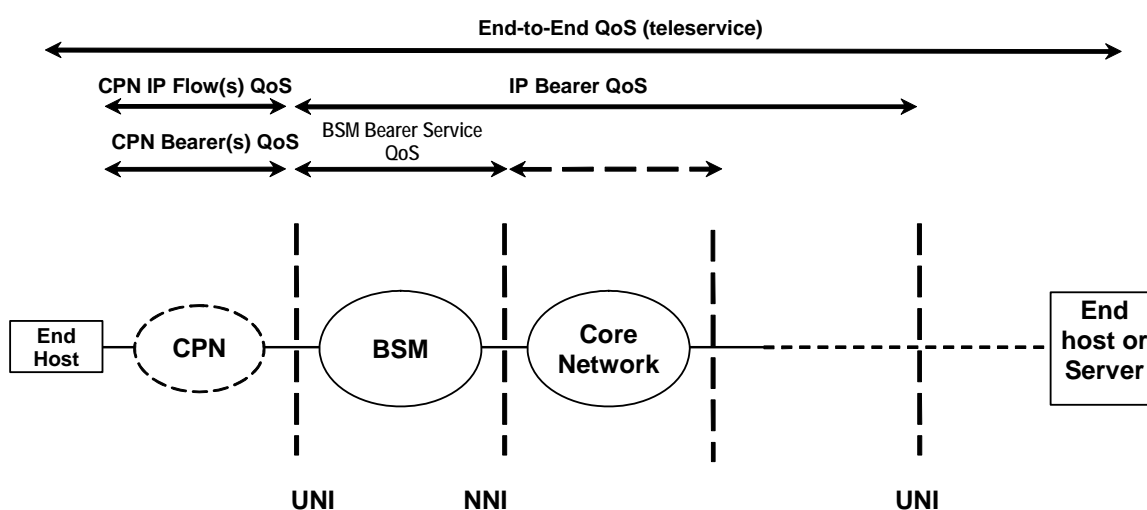 End-to-End QoS (teleservice)
CPN IP Flow(s) QoS
IP Bearer QoS
CPN Bearer(s) QoS
BSM Bearer Service
QoS
End
Host
CPN
BSM
Core
Network
End
host or
Server
UNI
NNI
UNI